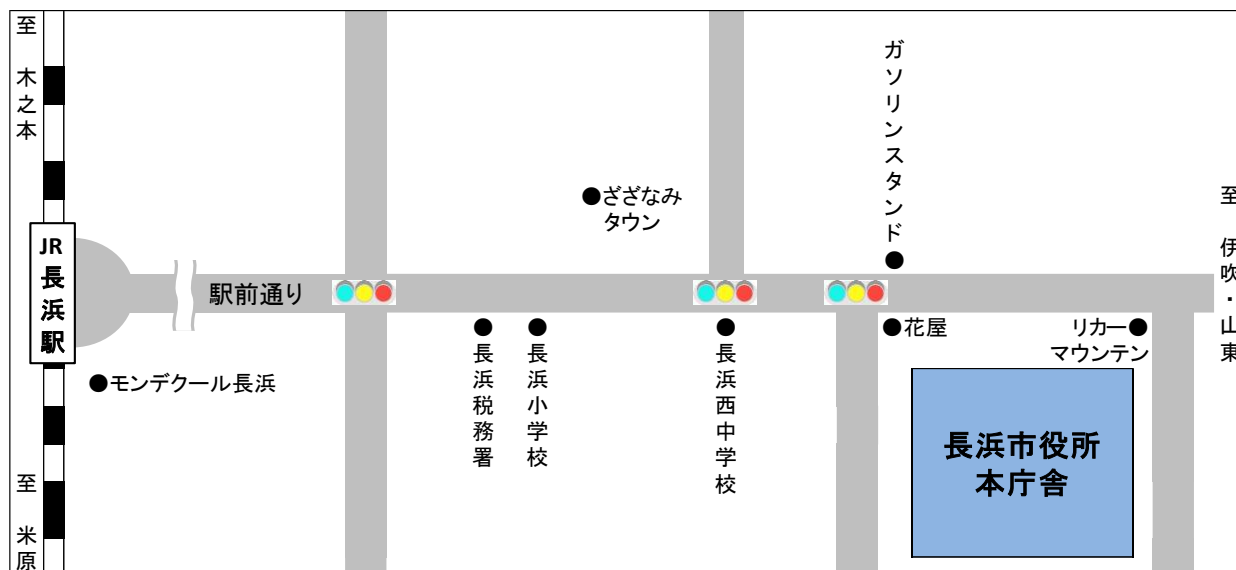 至 木之本
JR長浜駅
至 米原
駅前通り
●モンデクール長浜
●長浜税務署
●長浜小学校
●ざざなみ
タウン
●長浜西中学校
ガソリンスタンド●
●花屋
リカー●
マウンテン
長浜市役所
本庁舎
至 伊吹・山東